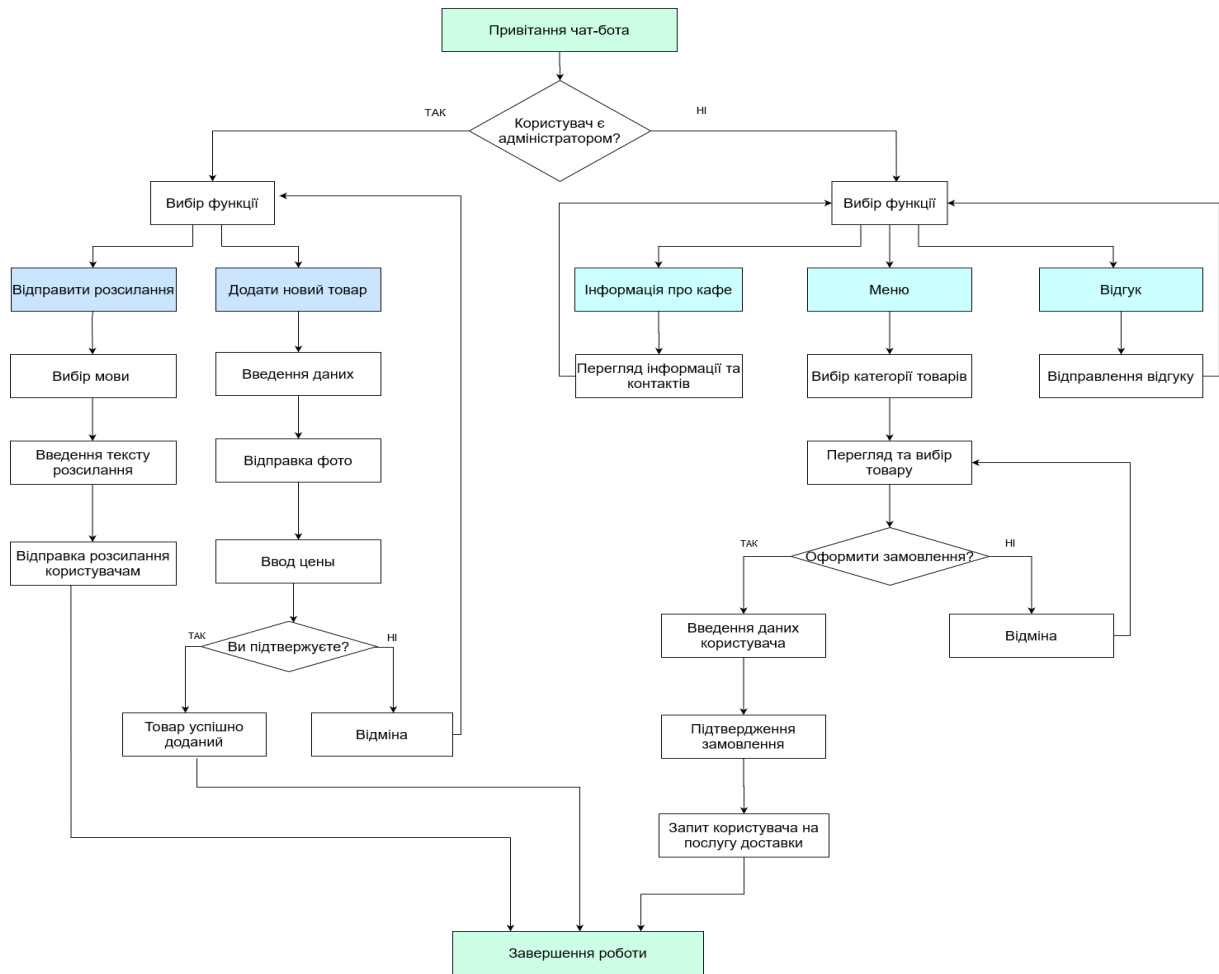 Привітання чат-бота
ТАК
НІ
Користувач є
адміністратором?
Вибір функції
Вибір функції
Відправити розсилання
Додати новий товар
Інформація про кафе
Меню
Відгук
Вибір мови
Введення даних
Перегляд інформації та
контактів
Вибір категорії товарів
Відправлення відгуку
Введення тексту
розсилання
Відправка фото
Перегляд та вибір
товару
Відправка розсилання
користувачам
Ввод цены
ТАК
Оформити замовлення?
НІ
ТАК
Ви підтвержуєте?
НІ
Введення даних
користувача
Відміна
Товар успішно
доданий
Відміна
Підтвердження
замовлення
Запит користувача на
послугу доставки
Завершення роботи